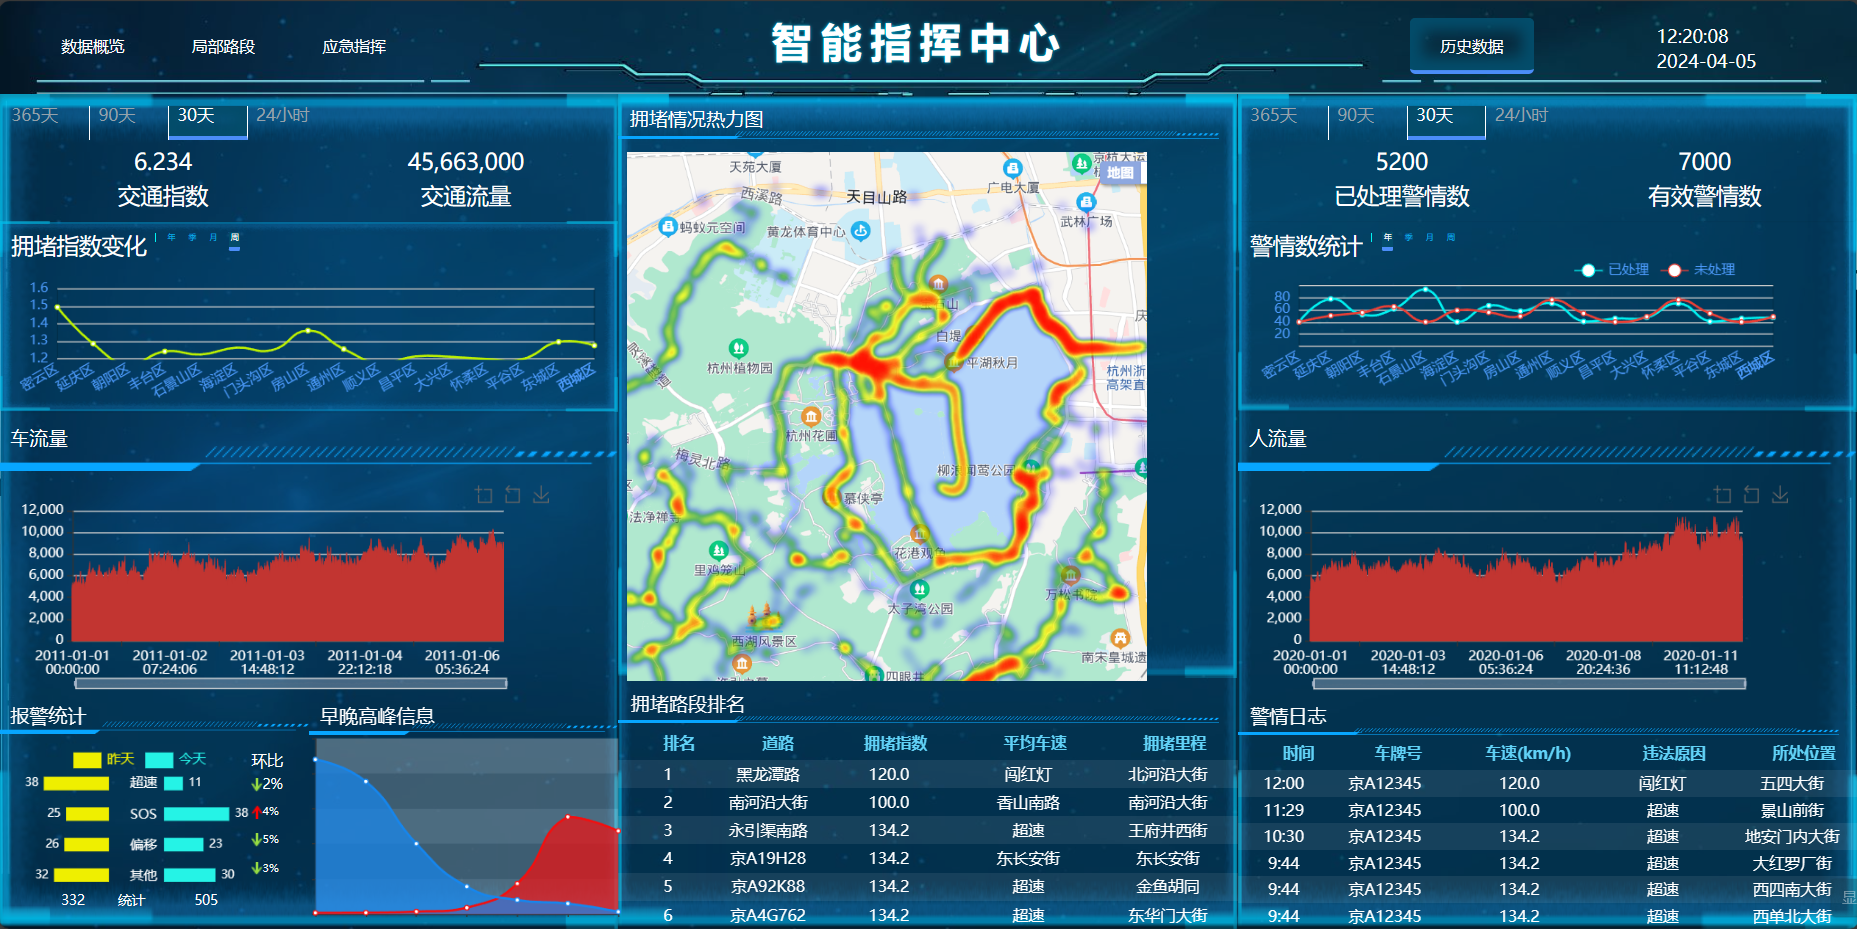 数据概览 局部路段 应急指挥
智能指挥中心
历史数据
12:20:08
2024-04-05
365天 90天 30天 24小时
6.234 45,663,000
交通指数 交通流量
拥堵指数变化 年 季 月 周
1.6
1.5
1.4
1.3
1.2
密云区 延庆区 朝阳区 丰台区 石景山区 海淀区 门头沟区 房山区 通州区 顺义区 昌平区 大兴区 怀柔区 平谷区 东城区 西城区
车流量
12,000
10,000
8,000
6,000
4,000
2,000
0
2011-01-01 2011-01-02 2011-01-03 2011-01-04 2011-01-06
00:00:00 07:24:06 14:48:12 22:12:18 05:36:24
报警统计
昨天 今天 环比
38 超速 11 2%
25 SOS 38 4%
26 偏移 23 5%
32 其他 30 3%
332 统计 505
早晚高峰信息
拥堵情况热力图
天苑大厦
西溪路
天目山路
广电大厦
京杭大运
地图
武林广场
蚂蚁元空间
黄龙体育中心
白堤
平湖秋月
杭州植物园
杭州浙
高架直
杭州花圃
梅灵北路
柳浪闻莺公园
慕侠亭
法净禅寺
花港观鱼
里鸡笼山
太子湾公园
万松书院
西湖风景区
南宋皇城遗
四眼井
拥堵路段排名
排名 道路 拥堵指数 平均车速 拥堵里程
1 黑龙潭路 120.0 闯红灯 北河沿大街
2 南河沿大街 100.0 香山南路 南河沿大街
3 永引渠南路 134.2 超速 王府井西街
4 京A19H28 134.2 东长安街 东长安街
5 京A92K88 134.2 超速 金鱼胡同
6 京A4G762 134.2 超速 东华门大街
365天 90天 30天 24小时
5200 7000
已处理警情数 有效警情数
警情数统计 年 季 月 周
已处理 未处理
80
60
40
20
密云区 延庆区 朝阳区 丰台区 石景山区 海淀区 门头沟区 房山区 通州区 顺义区 昌平区 大兴区 怀柔区 平谷区 东城区 西城区
人流量
12,000
10,000
8,000
6,000
4,000
2,000
0
2020-01-01 2020-01-03 2020-01-06 2020-01-08 2020-01-11
00:00:00 14:48:12 05:36:24 20:24:36 11:12:48
警情日志
时间 车牌号 车速(km/h) 违法原因 所处位置
12:00 京A12345 120.0 闯红灯 五四大街
11:29 京A12345 100.0 超速 景山前街
10:30 京A12345 134.2 超速 地安门内大街
9:44 京A12345 134.2 超速 大红罗厂街
9:44 京A12345 134.2 超速 西四南大街
9:44 京A12345 134.2 超速 西单北大街